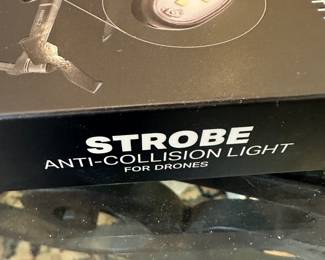 STROBE
ANTI-COLLISION LIGHT
FOR DRONES